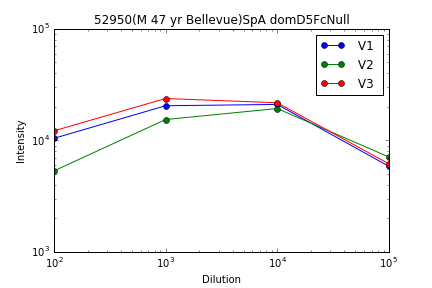 52950(M 47 yr Bellevue)SpA domD5FcNull
10^5
10^4
10^3
Intensity
V1
V2
V3
10^2
10^3
10^4
10^5
Dilution